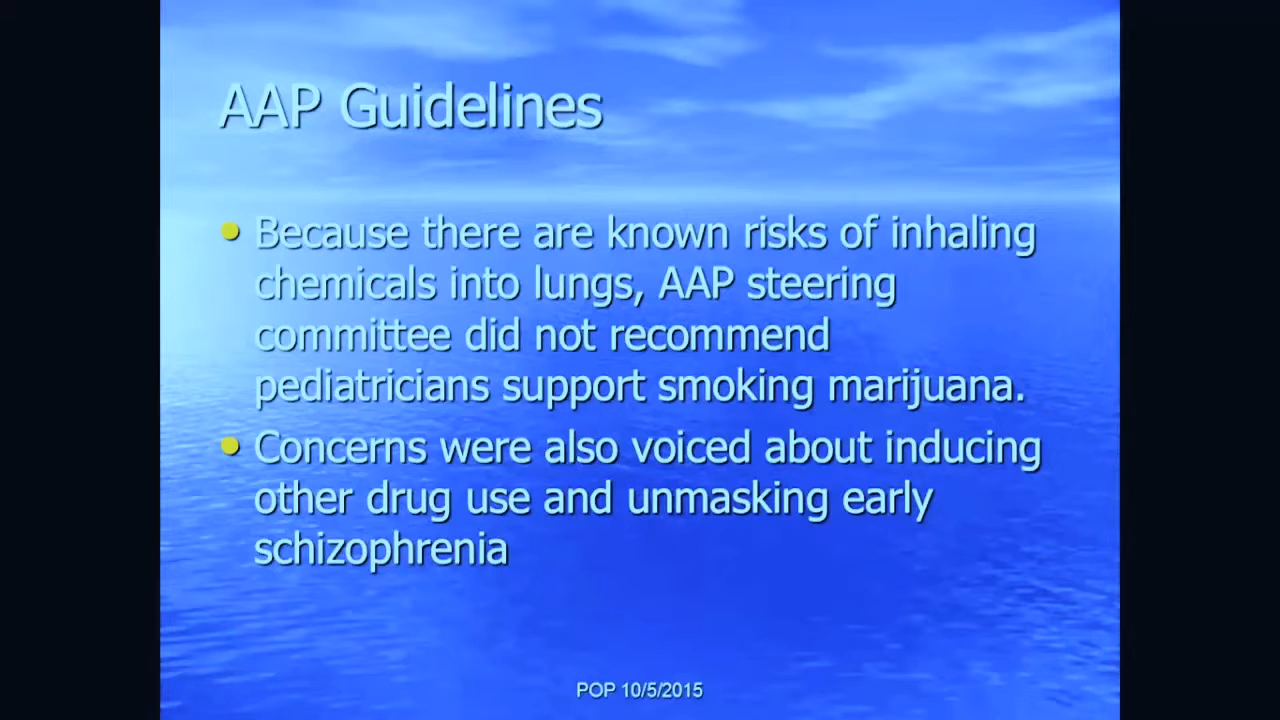 AAP Guidelines
• Because there are known risks of inhaling
chemicals into lungs, AAP steering
committee did not recommend
pediatricians support smoking marijuana.
• Concerns were also voiced about inducing
other drug use and unmasking early
schizophrenia
POP 10/5/2015